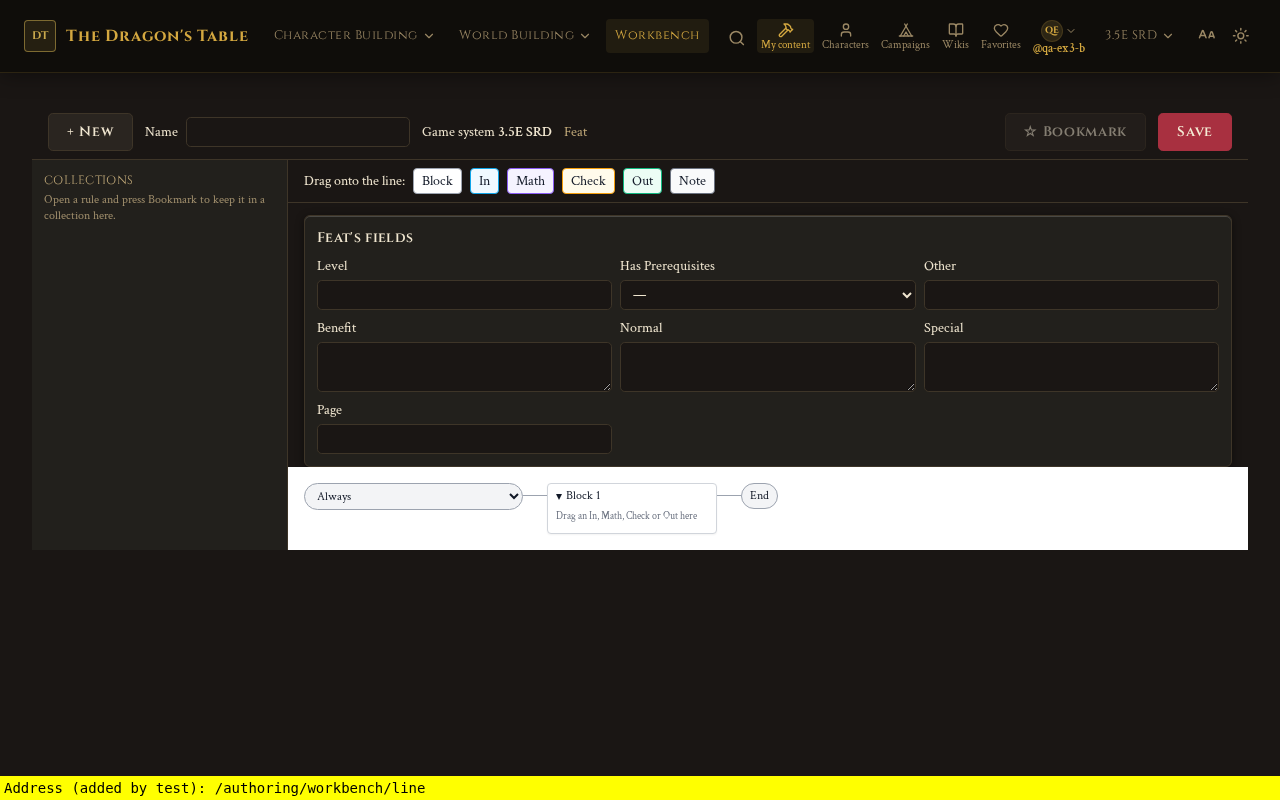 DT The Dragon's Table Character Building World Building Workbench My content Characters Campaigns Wikis Favorites QE @qa-ex3-b 3.5E SRD AA
+ New Name Game system 3.5E SRD Feat ☆ Bookmark Save
COLLECTIONS
Open a rule and press Bookmark to keep it in a
collection here.
Drag onto the line: Block In Math Check Out Note
Feat's fields
Level Has Prerequisites Other
—
Benefit Normal Special
Page
Always ▾ Block 1 End
Drag an In, Math, Check or Out here
Address (added by test): /authoring/workbench/line